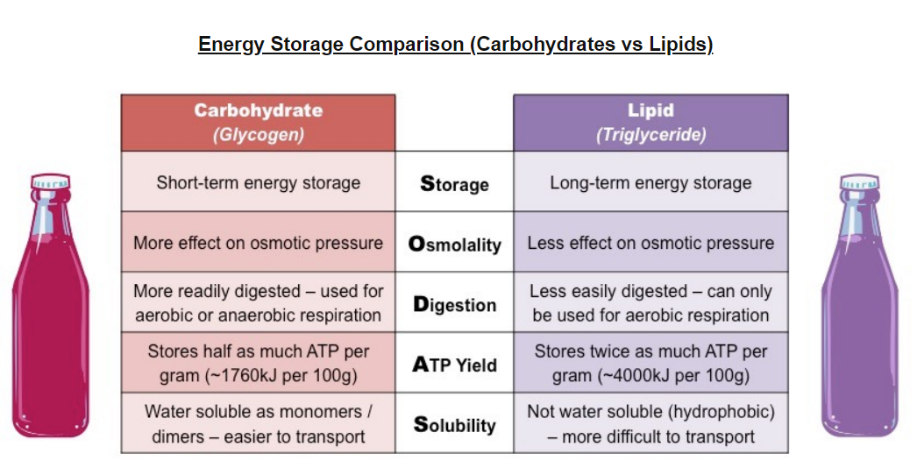 Energy Storage Comparison (Carbohydrates vs Lipids)
Carbohydrate
(Glycogen)
Lipid
(Triglyceride)
Short-term energy storage
Storage
Long-term energy storage
More effect on osmotic pressure
Osmolality
Less effect on osmotic pressure
More readily digested – used for
aerobic or anaerobic respiration
Digestion
Less easily digested – can only
be used for aerobic respiration
Stores half as much ATP per
gram (~1760kJ per 100g)
ATP Yield
Stores twice as much ATP per
gram (~4000kJ per 100g)
Water soluble as monomers /
dimers – easier to transport
Solubility
Not water soluble (hydrophobic)
– more difficult to transport